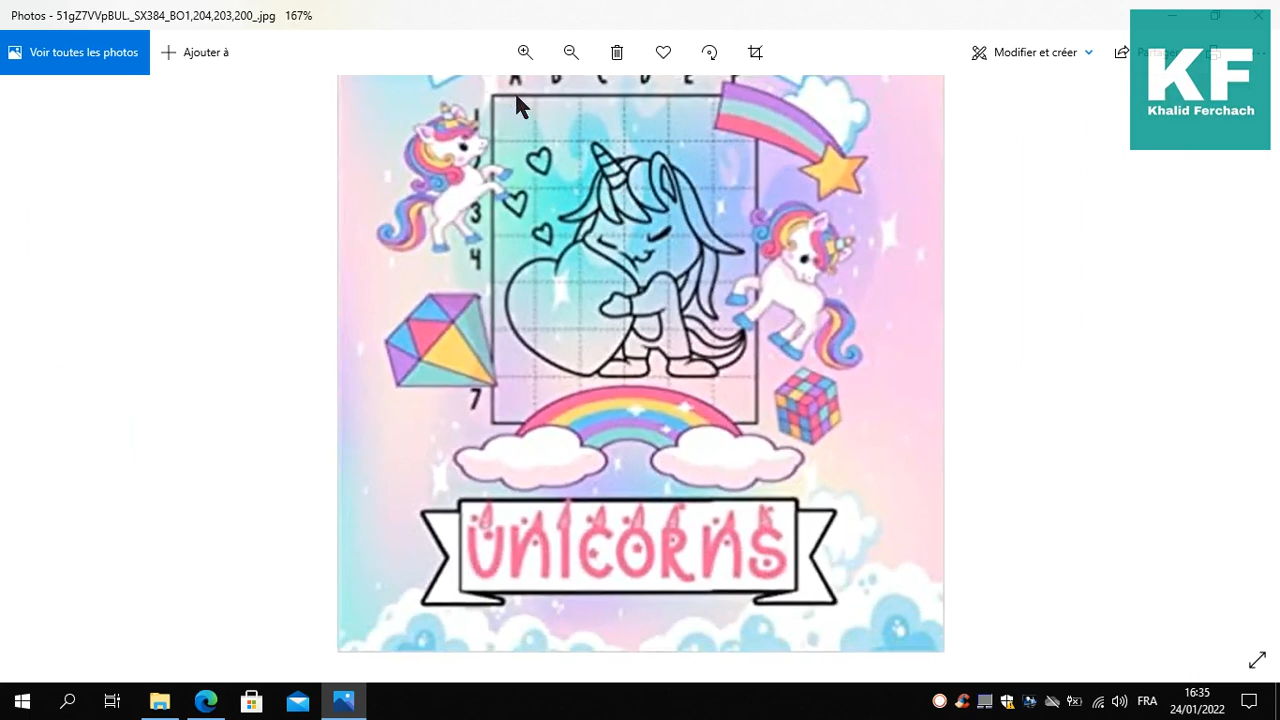 Photos - 51gZ7VVpBUL._SX384_BO1,204,203,200_.jpg 167%
Voir toutes les photos
Ajouter à
Modifier et créer
KF
Khalid Ferchach
3
4
7
UNICORNS
FRA
16:35
24/01/2022